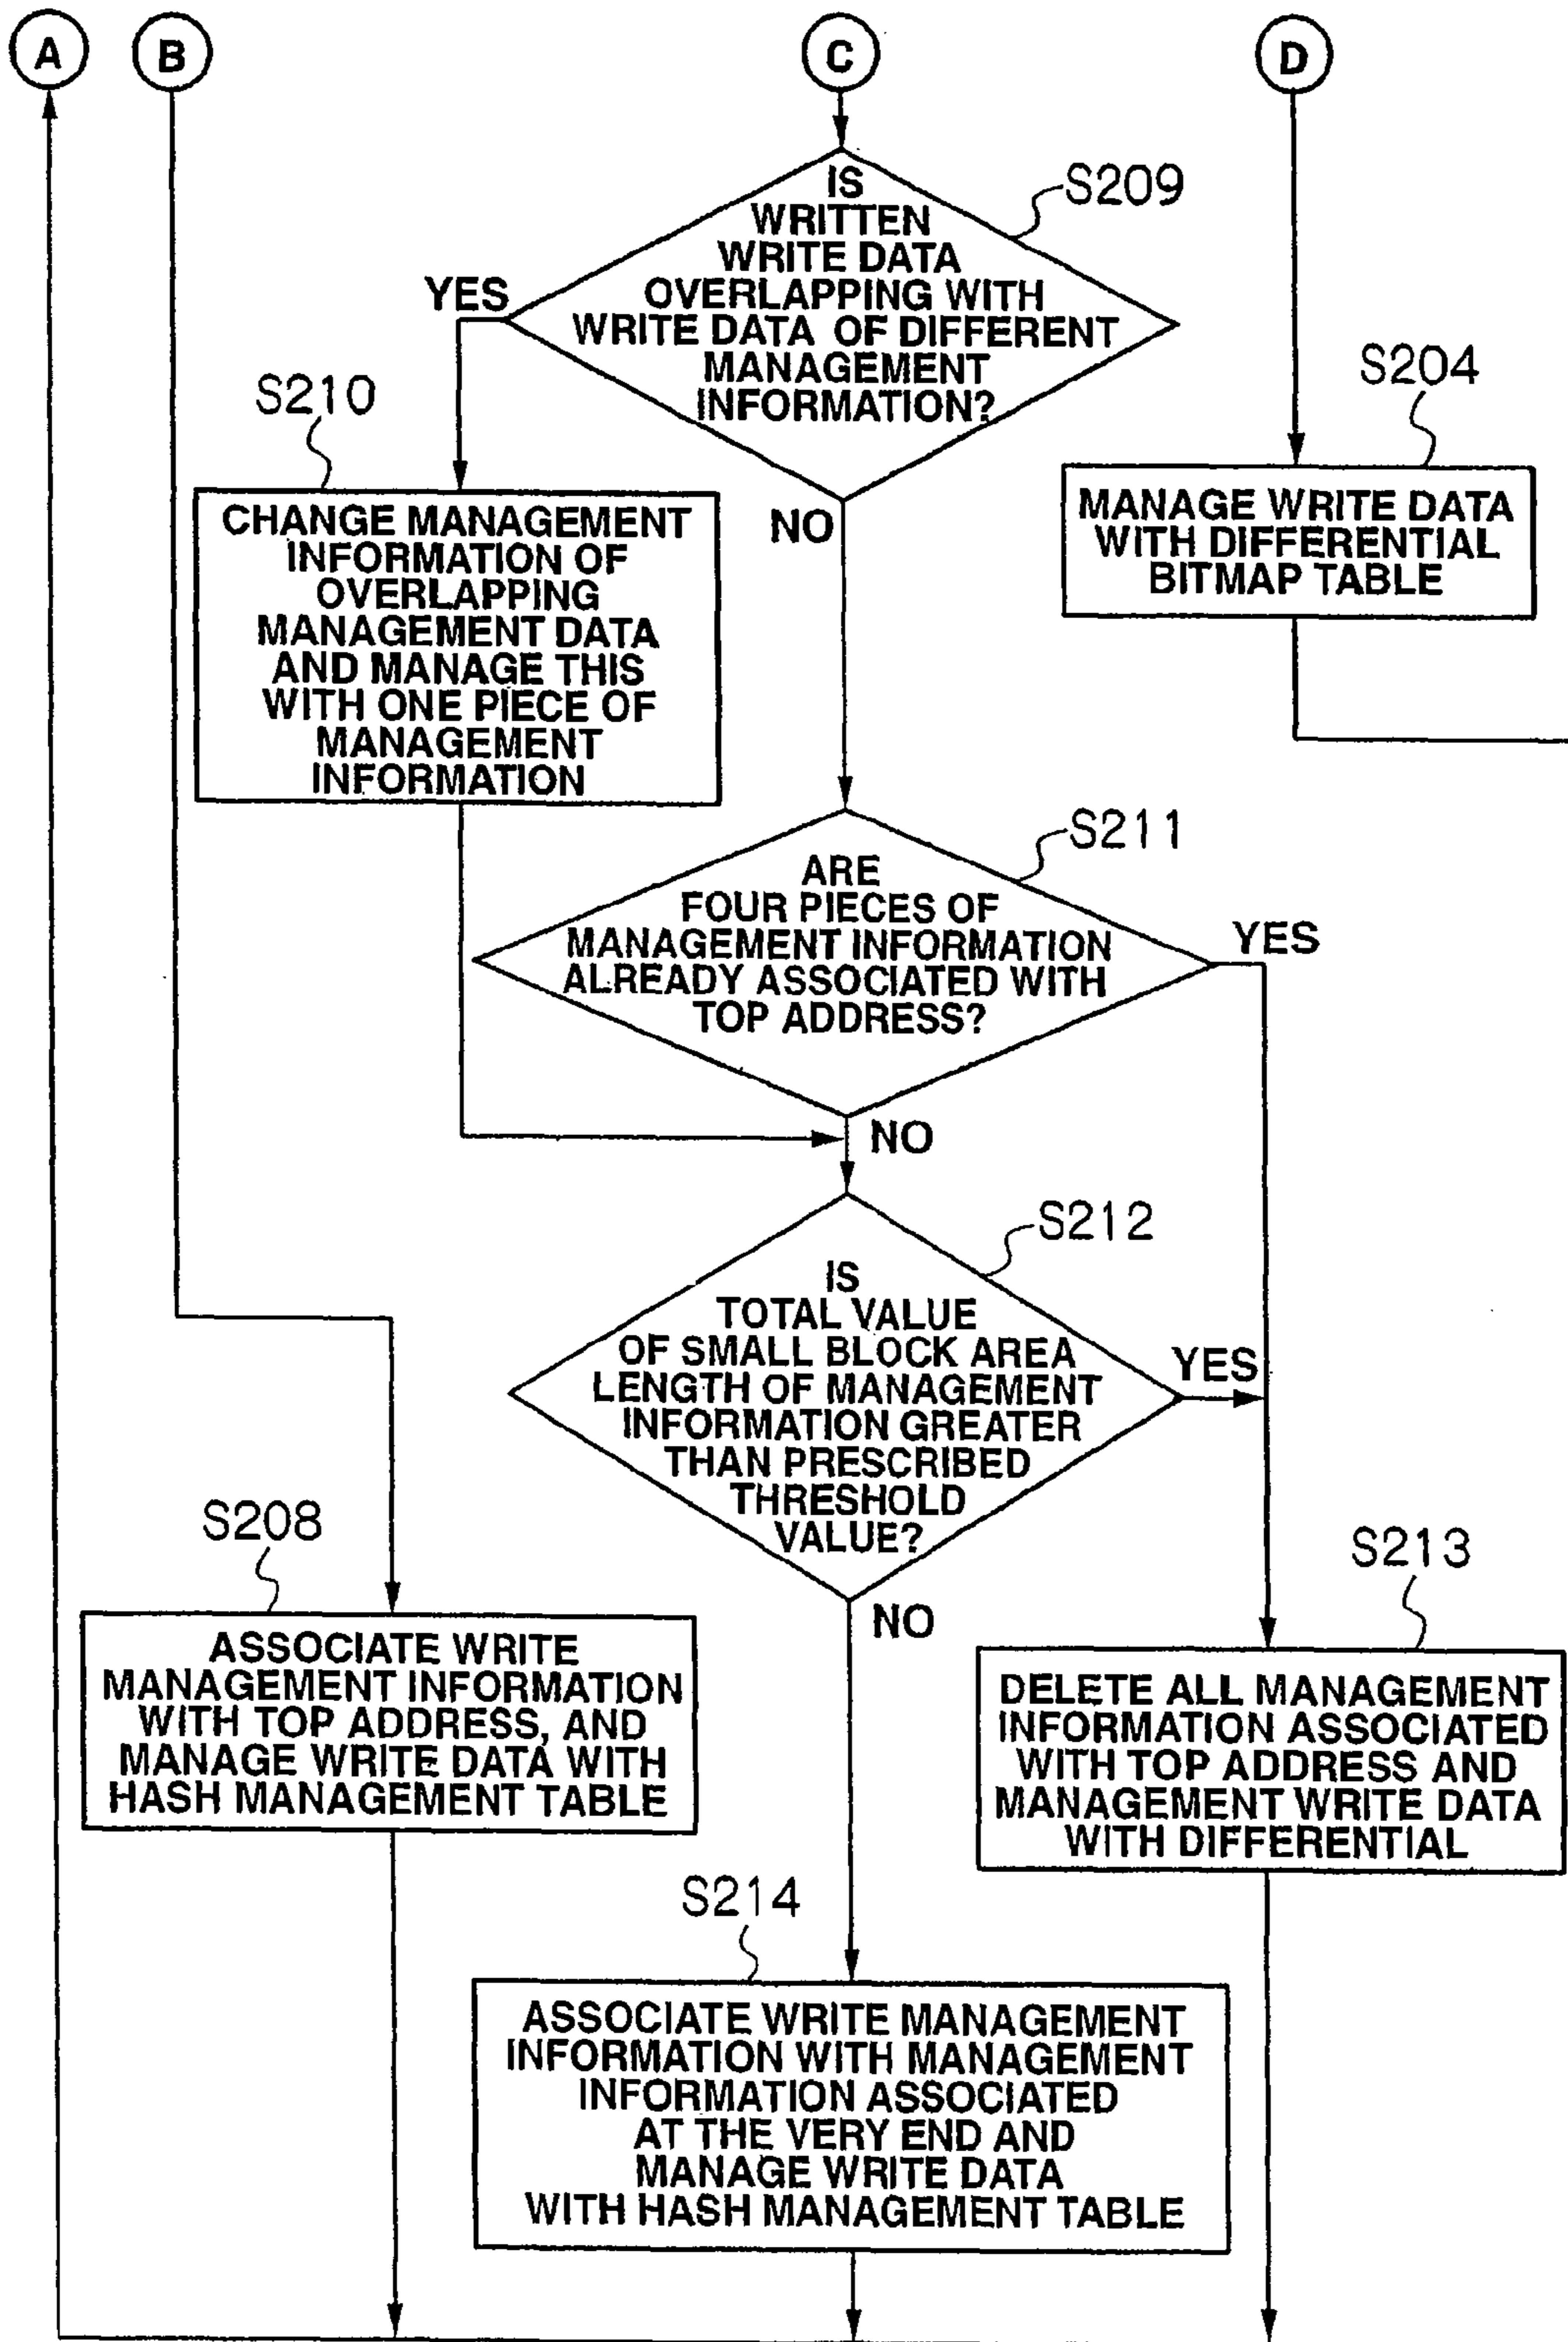 A
B
C
D
IS
WRITTEN
WRITE DATA
OVERLAPPING WITH
WRITE DATA OF DIFFERENT
MANAGEMENT
INFORMATION?
S209
YES
NO
S204
MANAGE WRITE DATA
WITH DIFFERENTIAL
BITMAP TABLE
S210
CHANGE MANAGEMENT
INFORMATION OF
OVERLAPPING
MANAGEMENT DATA
AND MANAGE THIS
WITH ONE PIECE OF
MANAGEMENT
INFORMATION
S211
ARE
FOUR PIECES OF
MANAGEMENT INFORMATION
ALREADY ASSOCIATED WITH
TOP ADDRESS?
YES
NO
S212
IS
TOTAL VALUE
OF SMALL BLOCK AREA
LENGTH OF MANAGEMENT
INFORMATION GREATER
THAN PRESCRIBED
THRESHOLD
VALUE?
YES
NO
S208
ASSOCIATE WRITE
MANAGEMENT INFORMATION
WITH TOP ADDRESS, AND
MANAGE WRITE DATA WITH
HASH MANAGEMENT TABLE
S213
DELETE ALL MANAGEMENT
INFORMATION ASSOCIATED
WITH TOP ADDRESS AND
MANAGEMENT WRITE DATA
WITH DIFFERENTIAL
S214
ASSOCIATE WRITE MANAGEMENT
INFORMATION WITH MANAGEMENT
INFORMATION ASSOCIATED
AT THE VERY END AND
MANAGE WRITE DATA
WITH HASH MANAGEMENT TABLE